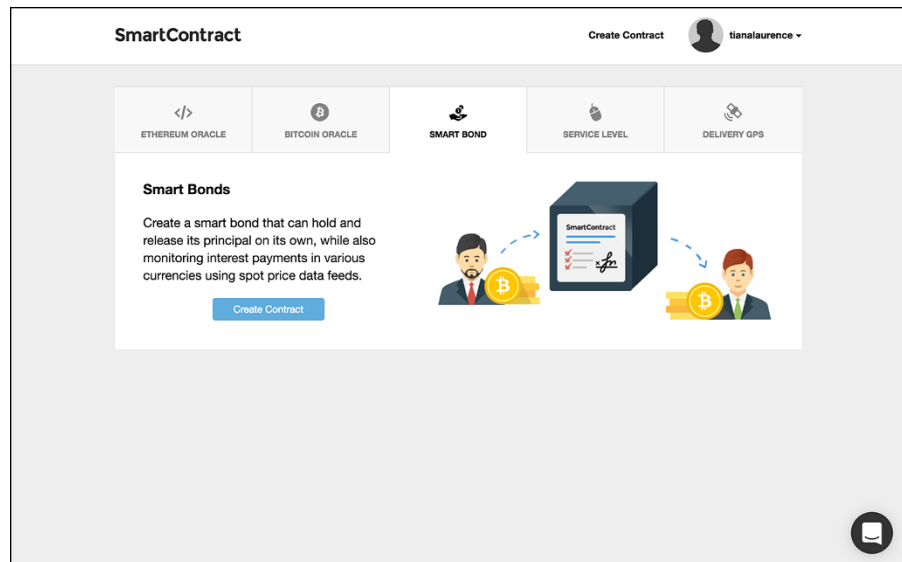 SmartContract
Create Contract
tianalaurence
ETHEREUM ORACLE
BITCOIN ORACLE
SMART BOND
SERVICE LEVEL
DELIVERY GPS
Smart Bonds
Create a smart bond that can hold and
release its principal on its own, while also
monitoring interest payments in various
currencies using spot price data feeds.
Create Contract
SmartContract